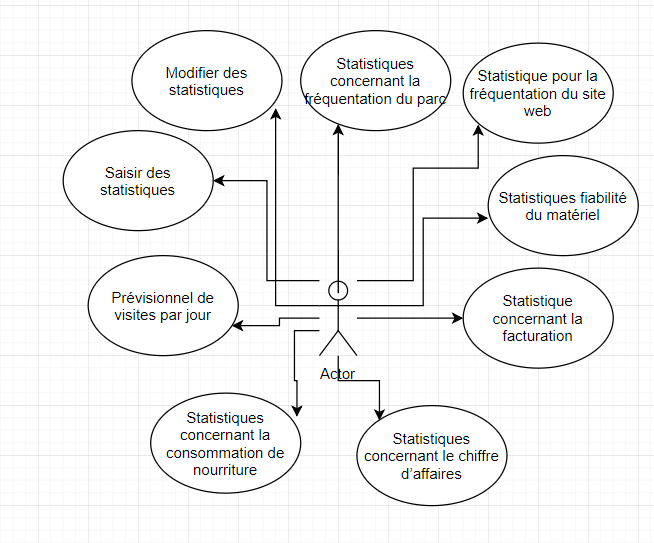 Modifier des
statistiques
Statistiques
concernant la
fréquentation du parc
Statistique pour la
fréquentation du site
web
Saisir des
statistiques
Statistiques fiabilité
du matériel
Prévisionnel de
visites par jour
Statistique
concernant la
facturation
Actor
Statistiques
concernant la
consommation de
nourriture
Statistiques
concernant le chiffre
d’affaires